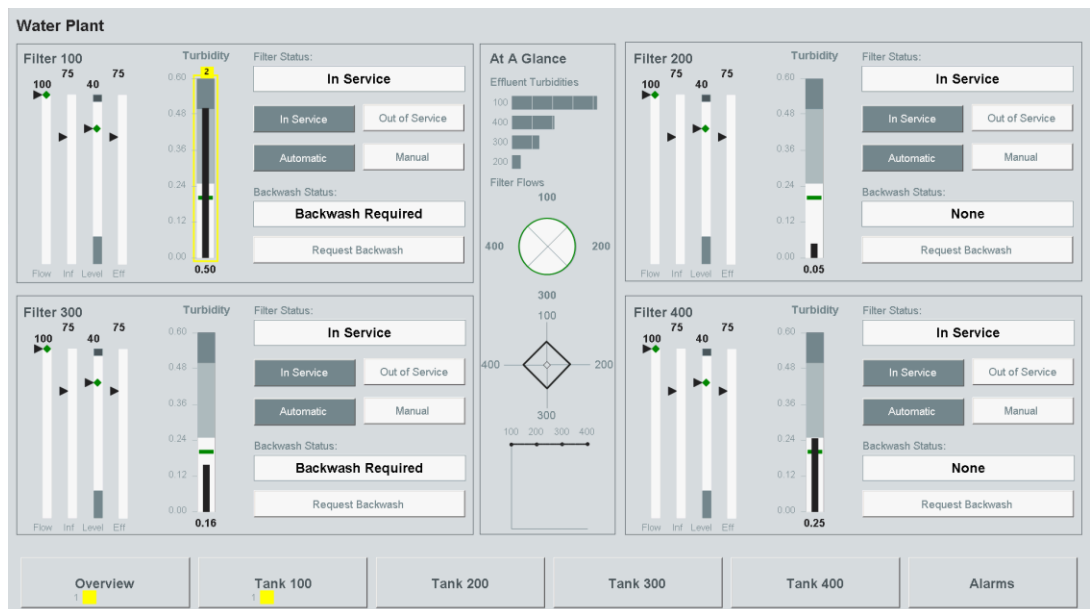 Water Plant
Filter 100
75
75
100
40
Turbidity
2
0.60
0.48
0.36
0.24
0.12
0.00
0.50
Flow Inf Level Eff
Filter Status:
In Service
In Service Out of Service
Automatic Manual
Backwash Status:
Backwash Required
Request Backwash
At A Glance
Effluent Turbidities
100
400
300
200
Filter Flows
100
400 200
300
100
400 200
300
100 200 300 400
Filter 200
75
75
100
40
Turbidity
0.60
0.48
0.36
0.24
0.12
0.00
0.05
Flow Inf Level Eff
Filter Status:
In Service
In Service Out of Service
Automatic Manual
Backwash Status:
None
Request Backwash
Filter 300
75
75
100
40
Turbidity
0.60
0.48
0.36
0.24
0.12
0.00
0.16
Flow Inf Level Eff
Filter Status:
In Service
In Service Out of Service
Automatic Manual
Backwash Status:
Backwash Required
Request Backwash
Filter 400
75
75
100
40
Turbidity
0.60
0.48
0.36
0.24
0.12
0.00
0.25
Flow Inf Level Eff
Filter Status:
In Service
In Service Out of Service
Automatic Manual
Backwash Status:
None
Request Backwash
Overview
1
Tank 100
1
Tank 200
Tank 300
Tank 400
Alarms